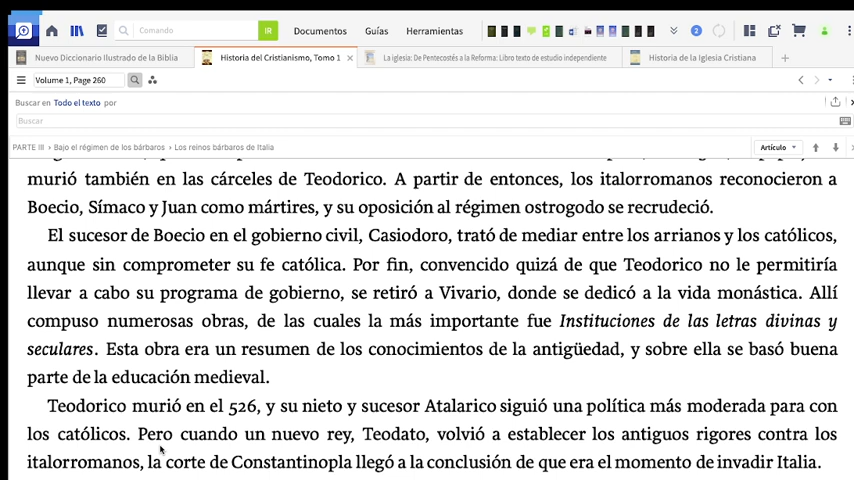 Comando
IR
Documentos
Guías
Herramientas
2
Nuevo Diccionario Ilustrado de la Biblia
Historia del Cristianismo, Tomo 1
La iglesia: De Pentecostés a la Reforma: Libro texto de estudio independiente
Historia de la Iglesia Cristiana
Volume 1, Page 260
Buscar en Todo el texto por
Buscar
PARTE III › Bajo el régimen de los bárbaros › Los reinos bárbaros de Italia
Artículo
murió también en las cárceles de Teodorico. A partir de entonces, los italorromanos reconocieron a
Boecio, Símaco y Juan como mártires, y su oposición al régimen ostrogodo se recrudeció.
El sucesor de Boecio en el gobierno civil, Casiodoro, trató de mediar entre los arrianos y los católicos,
aunque sin comprometer su fe católica. Por fin, convencido quizá de que Teodorico no le permitiría
llevar a cabo su programa de gobierno, se retiró a Vivario, donde se dedicó a la vida monástica. Allí
compuso numerosas obras, de las cuales la más importante fue Instituciones de las letras divinas y
seculares. Esta obra era un resumen de los conocimientos de la antigüedad, y sobre ella se basó buena
parte de la educación medieval.
Teodorico murió en el 526, y su nieto y sucesor Atalarico siguió una política más moderada para con
los católicos. Pero cuando un nuevo rey, Teodato, volvió a establecer los antiguos rigores contra los
italorromanos, la corte de Constantinopla llegó a la conclusión de que era el momento de invadir Italia.